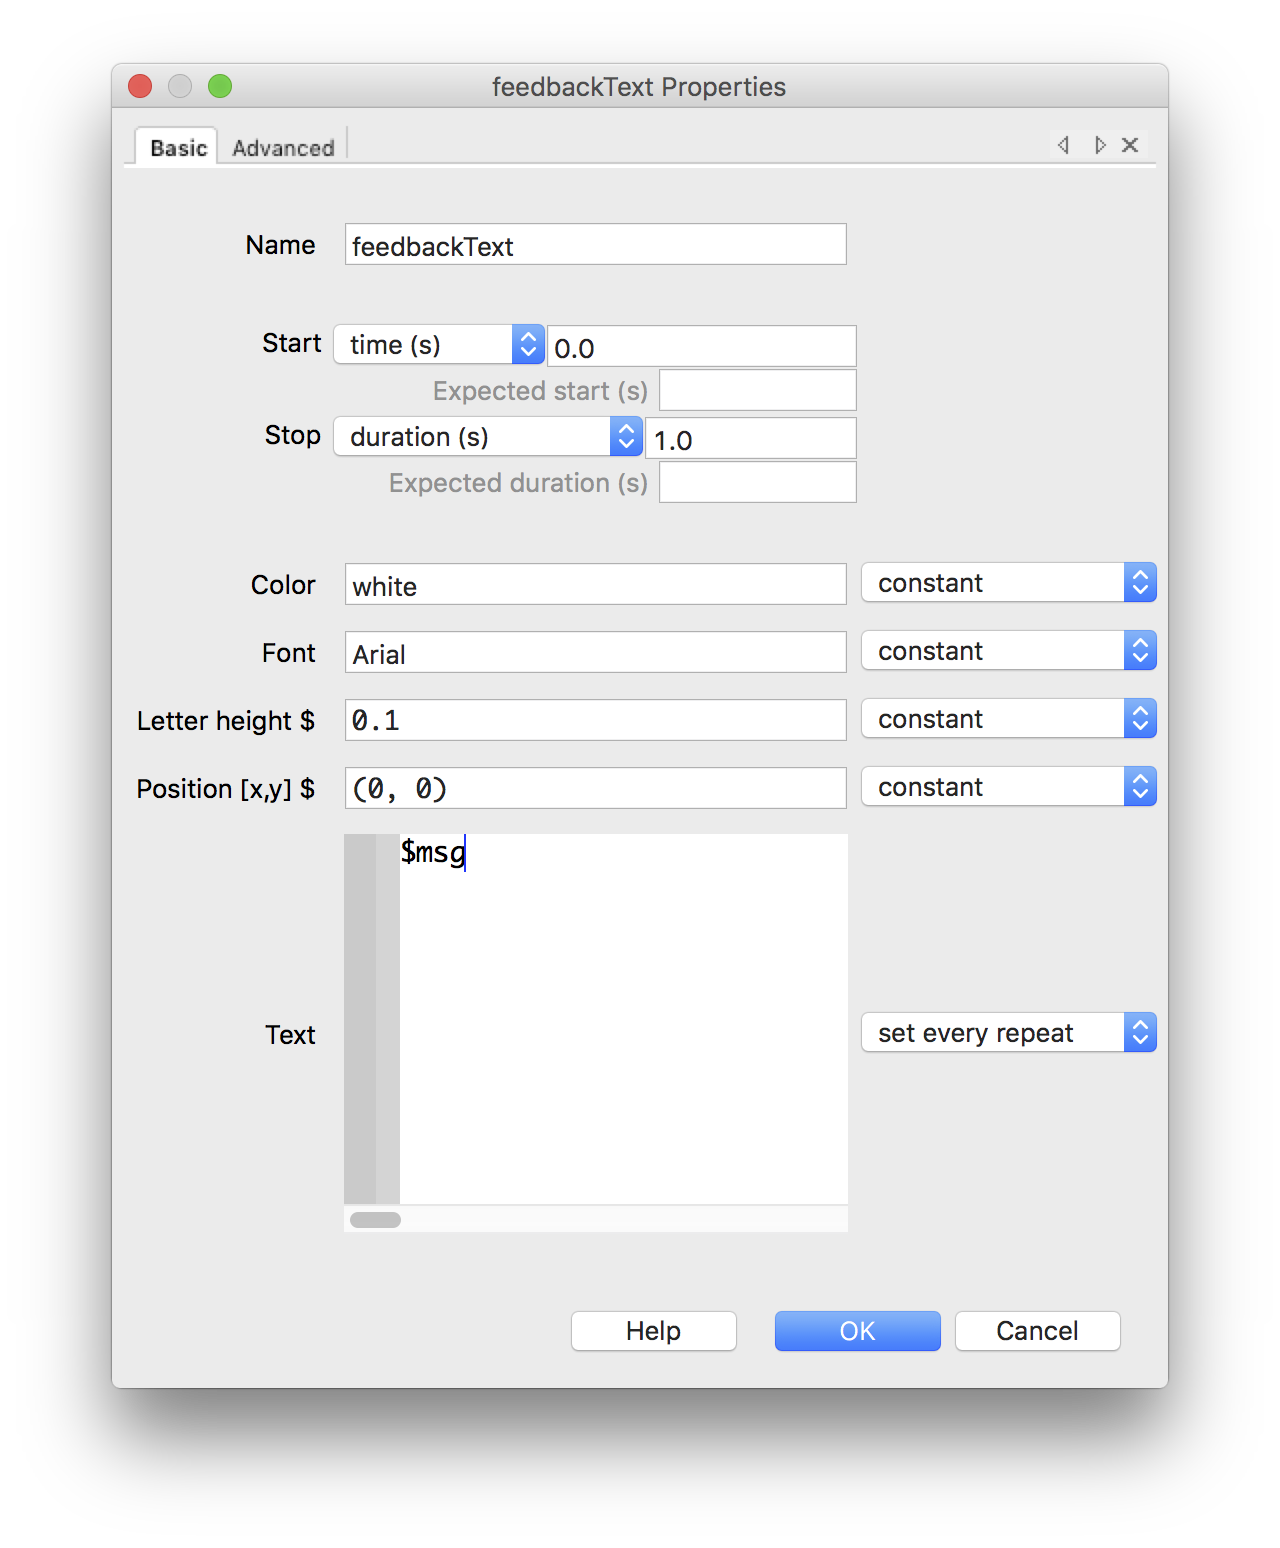 feedbackText Properties
Basic Advanced
Name feedbackText
Start time (s) 0.0
Expected start (s)
Stop duration (s) 1.0
Expected duration (s)
Color white constant
Font Arial constant
Letter height $ 0.1 constant
Position [x,y] $ (0, 0) constant
$msg
Text set every repeat
Help OK Cancel